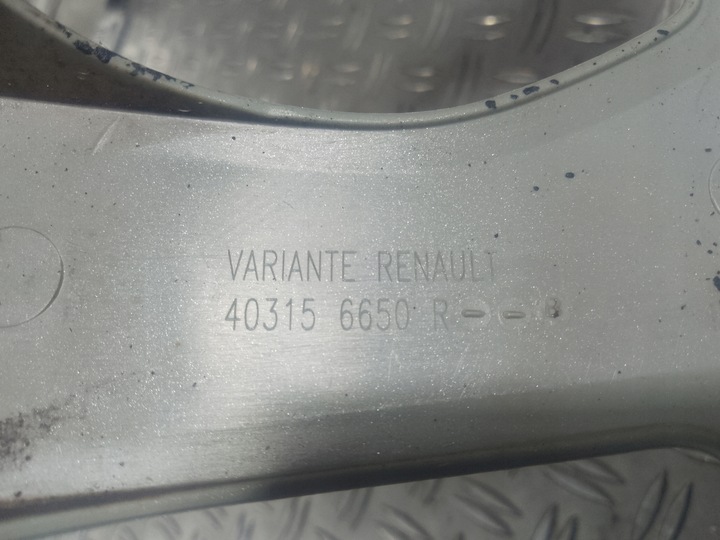 VARIANTE RENAULT
40315 6650 R--B